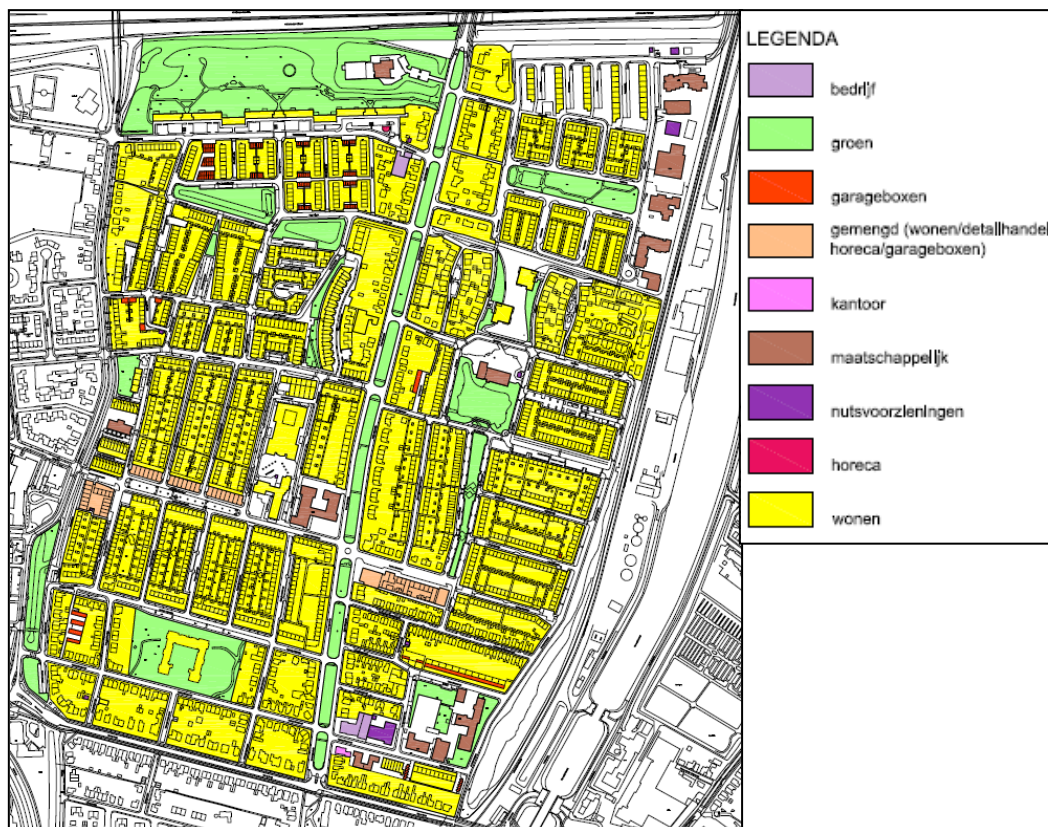 LEGENDA
bedrijf
groen
garageboxen
gemengd (wonen/detailhandel
horeca/garageboxen)
kantoor
maatschappelijk
nutsvoorzieningen
horeca
wonen